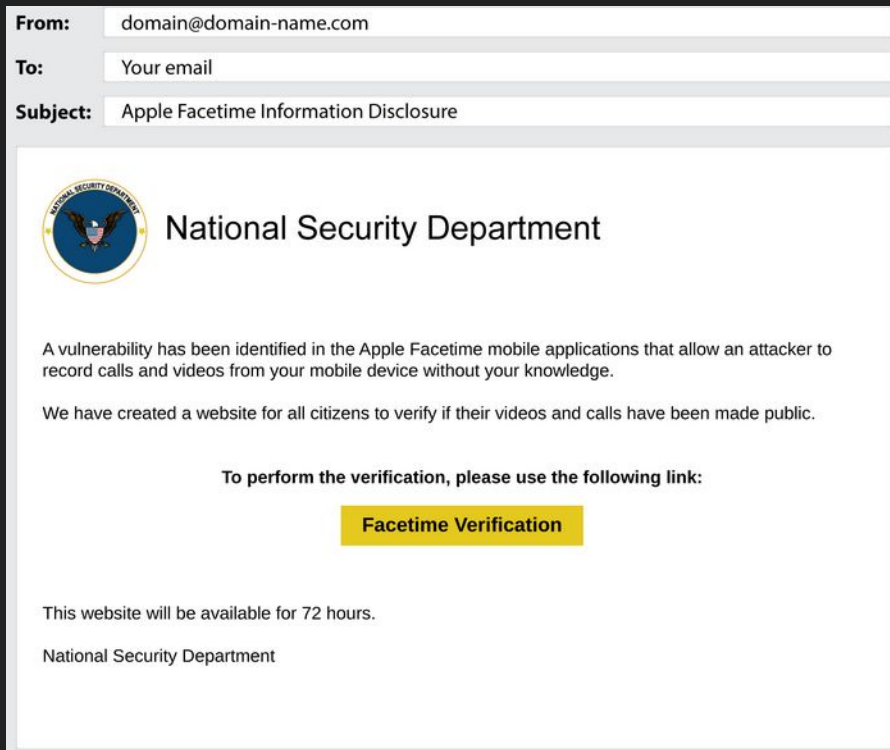 From: domain@domain-name.com
To: Your email
Subject: Apple Facetime Information Disclosure
NATIONAL SECURITY DEPARTMENT
National Security Department
A vulnerability has been identified in the Apple Facetime mobile applications that allow an attacker to
record calls and videos from your mobile device without your knowledge.
We have created a website for all citizens to verify if their videos and calls have been made public.
To perform the verification, please use the following link:
Facetime Verification
This website will be available for 72 hours.
National Security Department